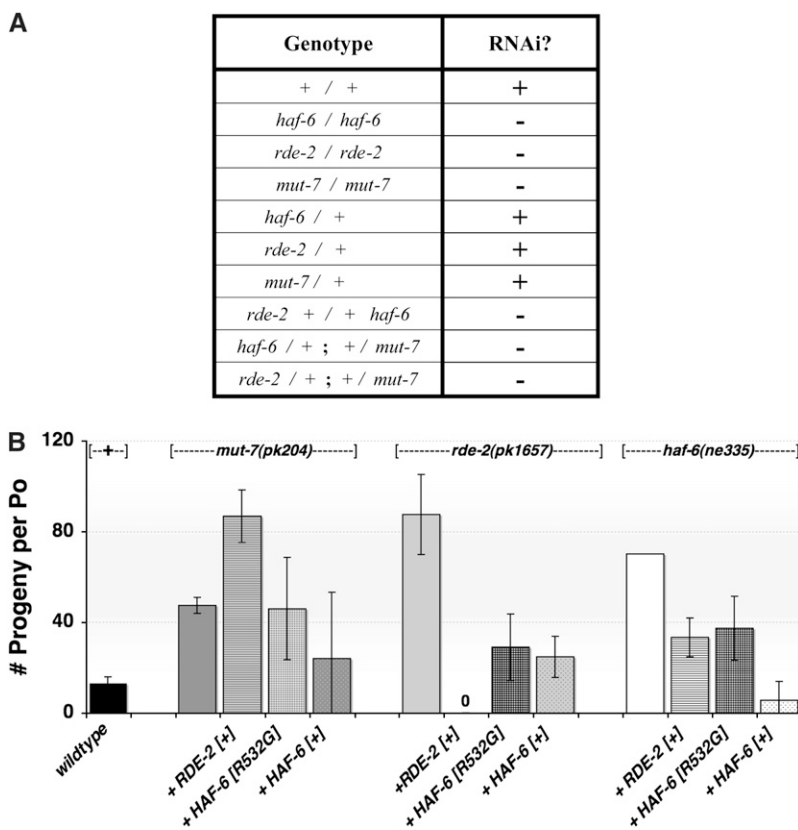 A
Genotype RNAi?
+ / + +
haf-6 / haf-6 -
rde-2 / rde-2 -
mut-7 / mut-7 -
haf-6 / + +
rde-2 / + +
mut-7 / + +
rde-2 + / + haf-6 -
haf-6 / + ; + / mut-7 -
rde-2 / + ; + / mut-7 -
B
# Progeny per Po
120
80
40
0
[--+--] [-------mut-7(pk204)-------] [-------rde-2(pk1657)-------] [-------haf-6(ne335)-------]
0
wildtype
+ RDE-2 [+]
+ HAF-6 [R532G]
+ HAF-6 [+]
+RDE-2 [+]
+ HAF-6 [R532G]
+ HAF-6 [+]
+ RDE-2 [+]
+ HAF-6 [R532G]
+ HAF-6 [+]